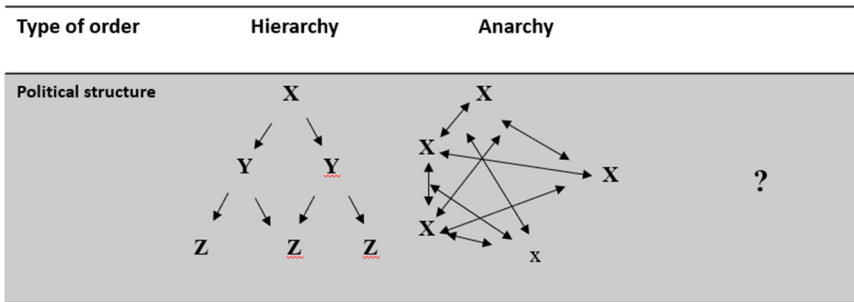 Type of order Hierarchy Anarchy
Political structure X X
X
Y Y X ?
X
Z Z Z x